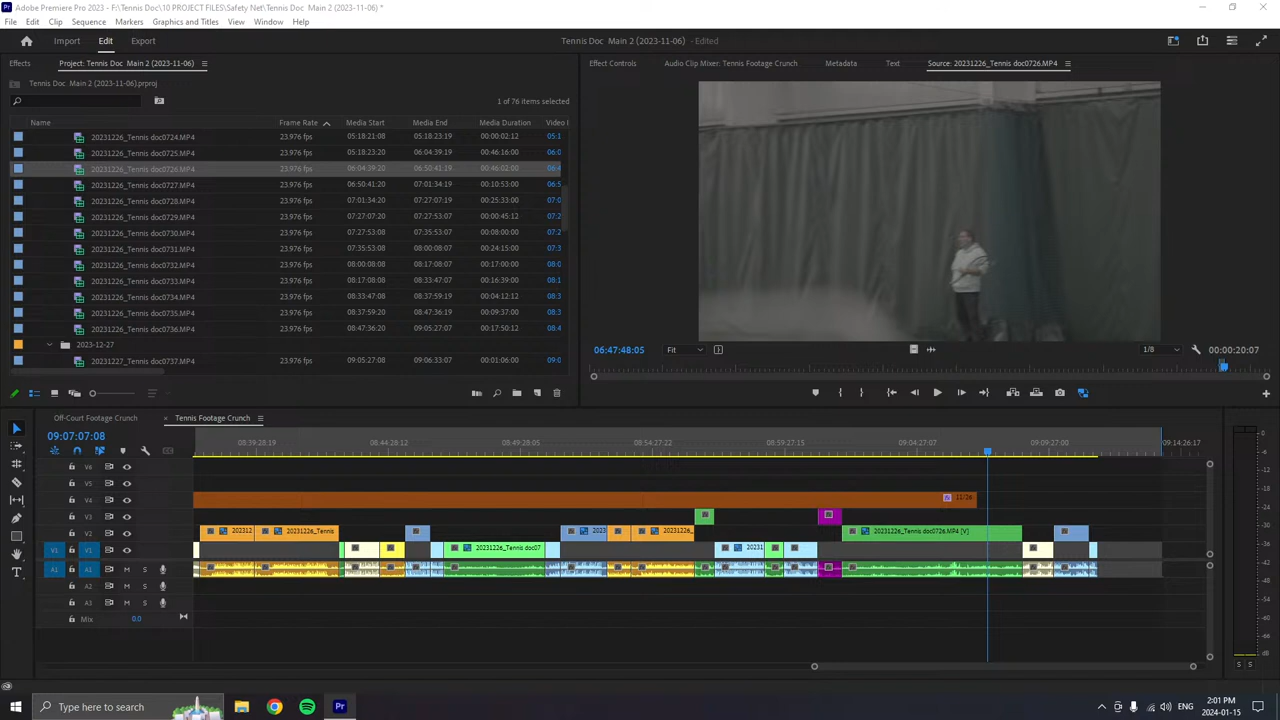 Adobe Premiere Pro 2023 - F:\Tennis Doc\10 PROJECT FILES\Safety Net\Tennis Doc  Main 2 (2023-11-06) *
File Edit Clip Sequence Markers Graphics and Titles View Window Help
Import Edit Export Tennis Doc  Main 2 (2023-11-06) - Edited
Effects Project: Tennis Doc  Main 2 (2023-11-06) Effect Controls Audio Clip Mixer: Tennis Footage Crunch Metadata Text Source: 20231226_Tennis doc0726.MP4
Tennis Doc  Main 2 (2023-11-06).prproj
1 of 76 items selected
Name Frame Rate Media Start Media End Media Duration Video I
20231226_Tennis doc0724.MP4 23.976 fps 05:18:21:08 05:18:23:19 00:00:02:12 05:1
20231226_Tennis doc0725.MP4 23.976 fps 05:18:23:20 06:04:39:19 00:46:16:00 06:0
20231226_Tennis doc0726.MP4 23.976 fps 06:04:39:20 06:50:41:19 00:46:02:00 06:4
20231226_Tennis doc0727.MP4 23.976 fps 06:50:41:20 07:01:34:19 00:10:53:00 06:5
20231226_Tennis doc0728.MP4 23.976 fps 07:01:34:20 07:27:07:19 00:25:33:00 07:0
20231226_Tennis doc0729.MP4 23.976 fps 07:27:07:20 07:27:53:07 00:00:45:12 07:2
20231226_Tennis doc0730.MP4 23.976 fps 07:27:53:08 07:35:53:07 00:08:00:00 07:2
20231226_Tennis doc0731.MP4 23.976 fps 07:35:53:08 08:00:08:07 00:24:15:00 07:3
20231226_Tennis doc0732.MP4 23.976 fps 08:00:08:08 08:17:08:07 00:17:00:00 08:0
20231226_Tennis doc0733.MP4 23.976 fps 08:17:08:08 08:33:47:07 00:16:39:00 08:1
20231226_Tennis doc0734.MP4 23.976 fps 08:33:47:08 08:37:59:19 00:04:12:12 08:3
20231226_Tennis doc0735.MP4 23.976 fps 08:37:59:20 08:47:36:19 00:09:37:00 08:3
20231226_Tennis doc0736.MP4 23.976 fps 08:47:36:20 09:05:27:07 00:17:50:12 08:4
2023-12-27
20231227_Tennis doc0737.MP4 23.976 fps 09:05:27:08 09:06:33:07 00:01:06:00 09:0
06:47:48:05 Fit 1/8 00:00:20:07
Off-Court Footage Crunch Tennis Footage Crunch
09:07:07:08 08:39:28:19 08:44:28:12 08:49:28:05 08:54:27:22 08:59:27:15 09:04:27:07 09:09:27:00 09:14:26:17
V6
V5
V4 11/26
V3
V2 20231 20231226_Tennis 2023 20231226_ 20231226_Tennis doc0726.MP4 [V]
V1 V1 20231226_Tennis doc07 20231
A1 A1 M S
A2 M S
A3 M S
Mix 0.0
0
-6
-12
-18
-24
-30
-36
-42
-48
-54
dB
S S
Type here to search Pr ENG 2:01 PM
2024-01-15